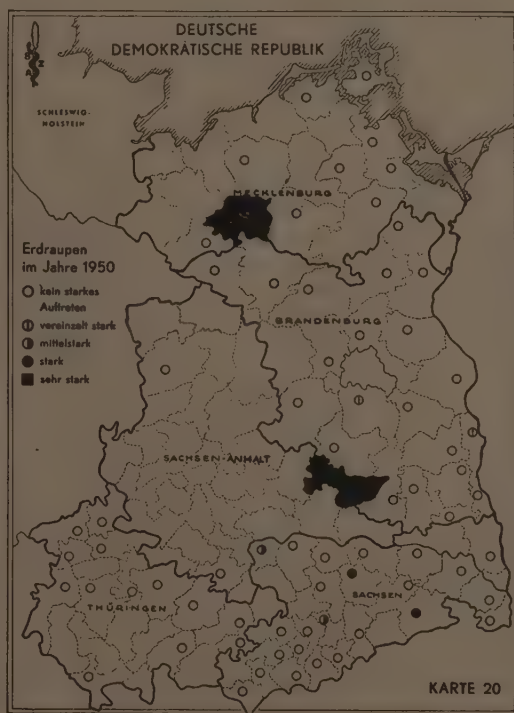 DEUTSCHE
DEMOKRATISCHE REPUBLIK
SCHLESWIG-
HOLSTEIN
MECKLENBURG
Erdraupen
im Jahre 1950
kein starkes
Auftreten
vereinzelt stark
mittelstark
stark
sehr stark
BRANDENBURG
SACHSEN-ANHALT
SACHSEN
THÜRINGEN
KARTE 20